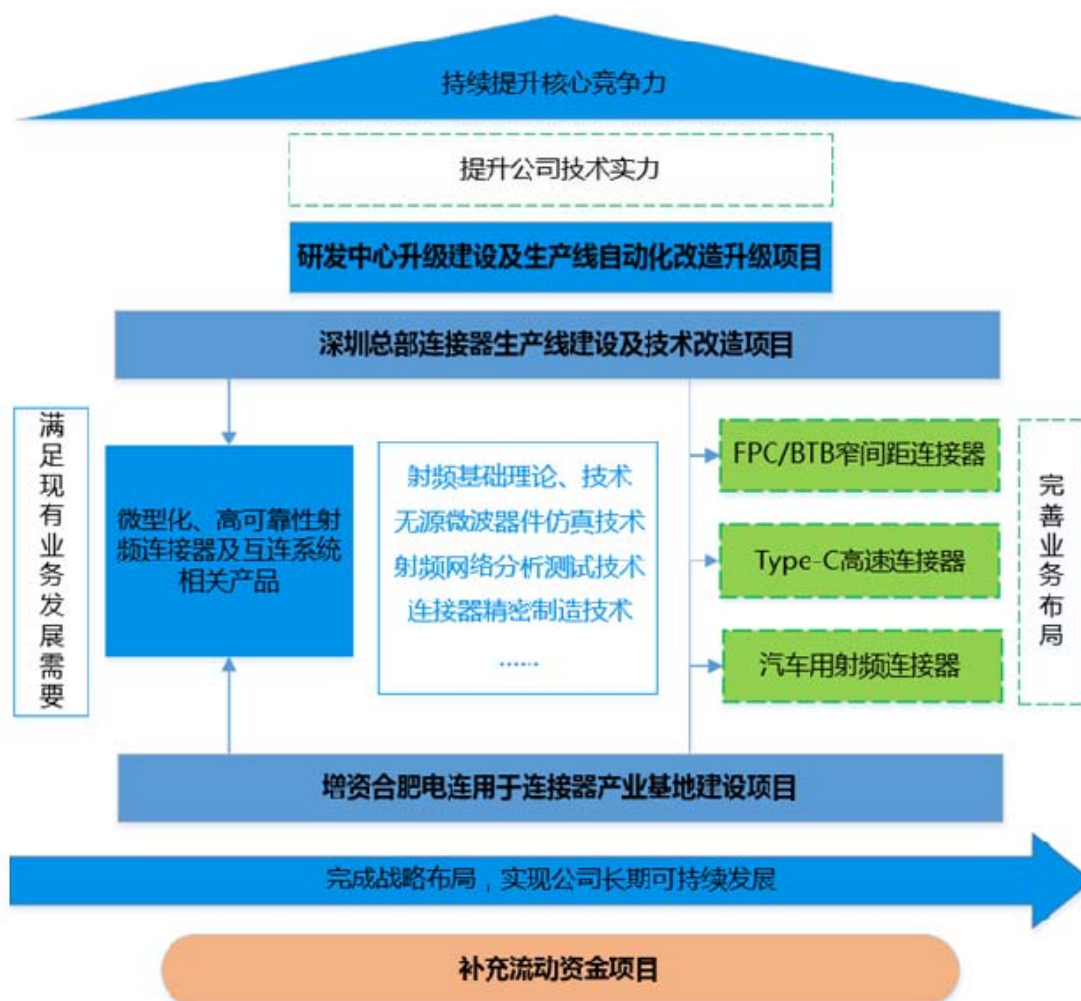 持续提升核心竞争力
提升公司技术实力
研发中心升级建设及生产线自动化改造升级项目
深圳总部连接器生产线建设及技术改造项目
满足现有业务发展需要
微型化、高可靠性射
频连接器及互连系统
相关产品
射频基础理论、技术
无源微波器件仿真技术
射频网络分析测试技术
连接器精密制造技术
……
FPC/BTB窄间距连接器
Type-C高速连接器
汽车用射频连接器
完善业务布局
增资合肥电连用于连接器产业基地建设项目
完成战略布局，实现公司长期可持续发展
补充流动资金项目